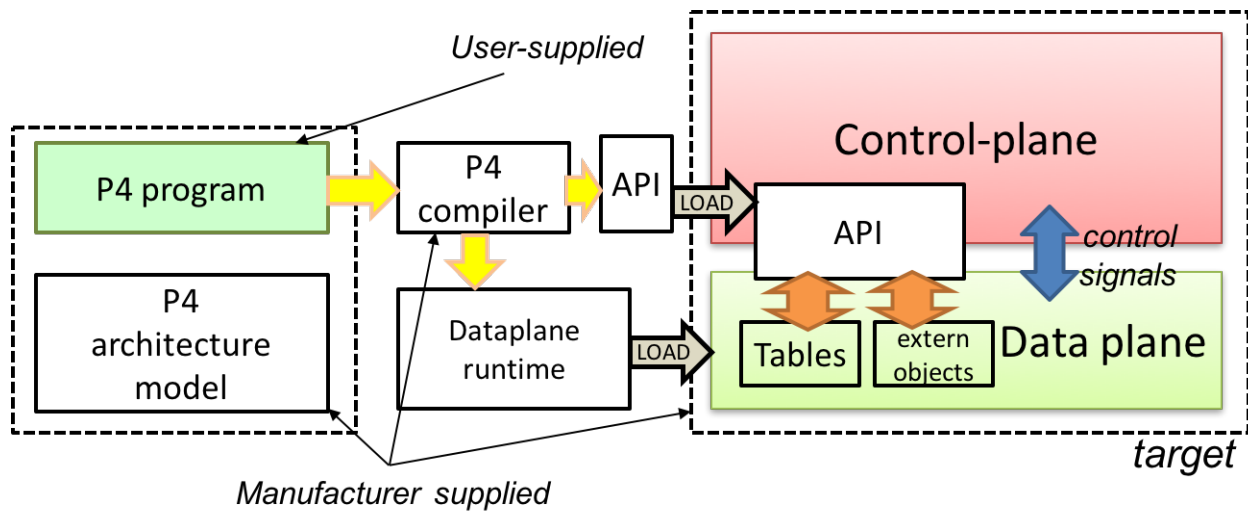 User-supplied
P4 program
P4
compiler
API
LOAD
Control-plane
API
control
signals
P4
architecture
model
Dataplane
runtime
LOAD
Tables
extern
objects
Data plane
target
Manufacturer supplied